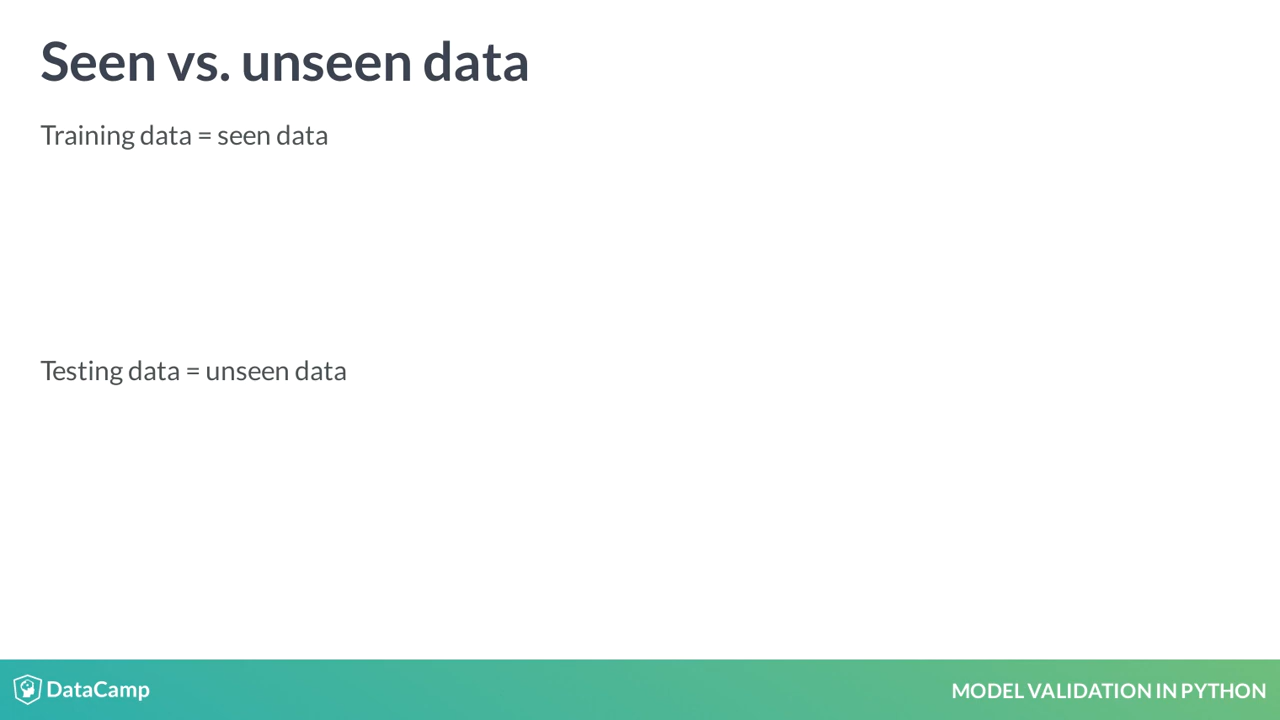 Seen vs. unseen data
Training data = seen data
Testing data = unseen data
DataCamp
MODEL VALIDATION IN PYTHON